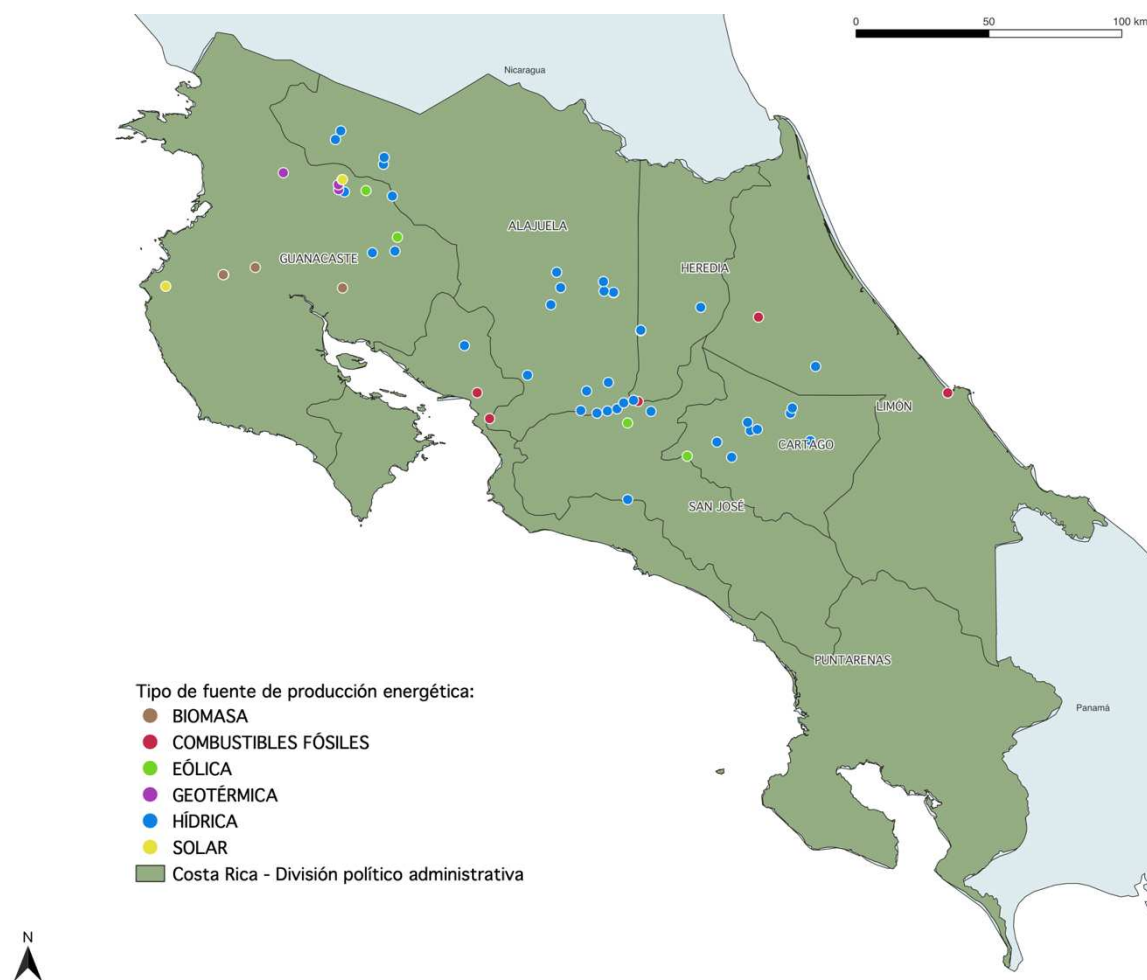 0 50 100 km
Nicaragua
ALAJUELA
HEREDIA
GUANACASTE
LIMÓN
CARTAGO
SAN JOSÉ
PUNTARENAS
Panamá
Tipo de fuente de producción energética:
BIOMASA
COMBUSTIBLES FÓSILES
EÓLICA
GEOTÉRMICA
HÍDRICA
SOLAR
Costa Rica - División político administrativa
N